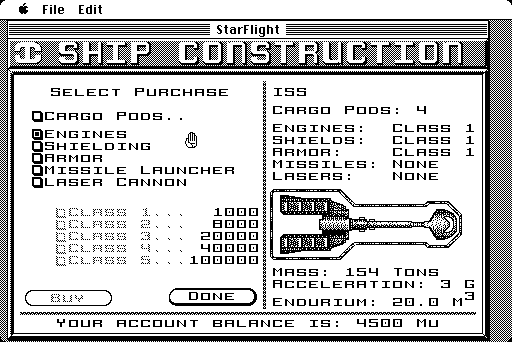 File Edit
StarFlight
SHIP CONSTRUCTION
SELECT PURCHASE
CARGO PODS..
ENGINES
SHIELDING
ARMOR
MISSILE LAUNCHER
LASER CANNON
CLASS 1... 1000
CLASS 2... 8000
CLASS 3... 20000
CLASS 4... 40000
CLASS 5...100000
BUY DONE
ISS
CARGO PODS: 4
ENGINES: CLASS 1
SHIELDS: CLASS 1
ARMOR: CLASS 1
MISSILES: NONE
LASERS: NONE
MASS: 154 TONS
ACCELERATION: 3 G
ENDURIUM: 20.0 M³
YOUR ACCOUNT BALANCE IS: 4500 MU